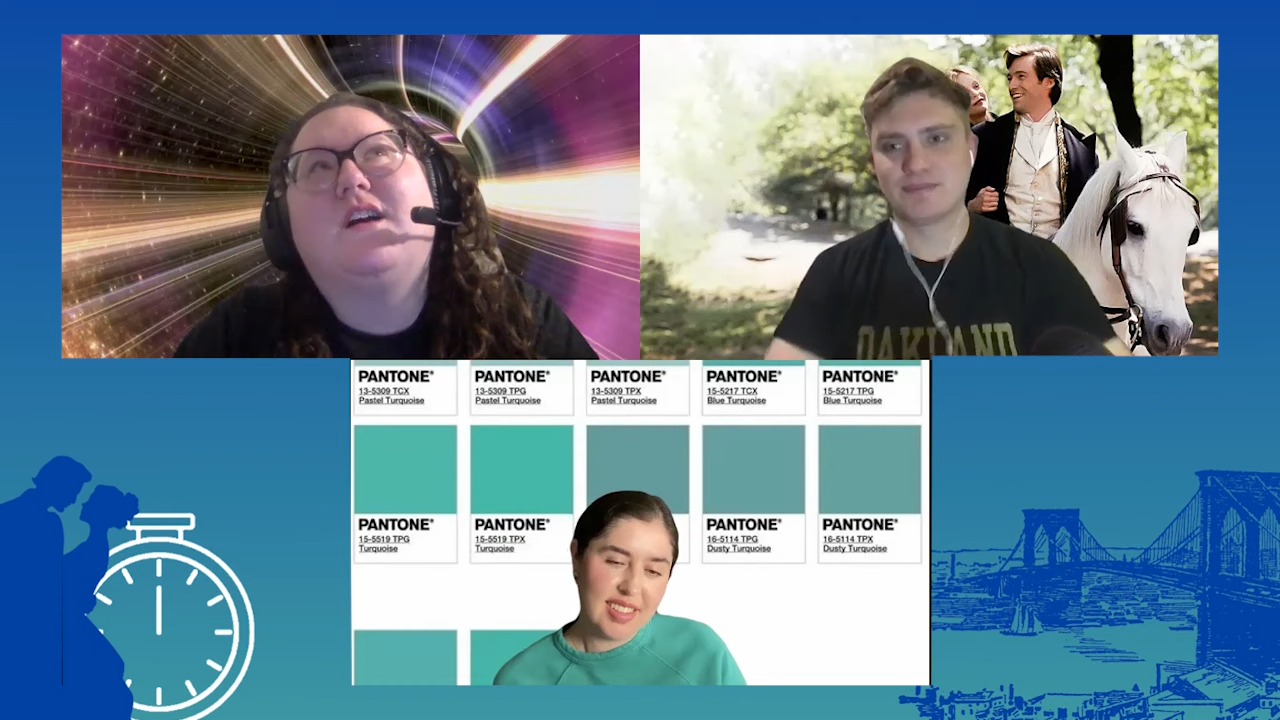 OAKLAND
PANTONE®
13-5309 TCX
Pastel Turquoise
PANTONE®
13-5309 TPG
Pastel Turquoise
PANTONE®
13-5309 TPX
Pastel Turquoise
PANTONE®
15-5217 TCX
Blue Turquoise
PANTONE®
15-5217 TPG
Blue Turquoise
PANTONE®
15-5519 TPG
Turquoise
PANTONE®
15-5519 TPX
Turquoise
PANTONE®
16-5114 TPG
Dusty Turquoise
PANTONE®
16-5114 TPX
Dusty Turquoise